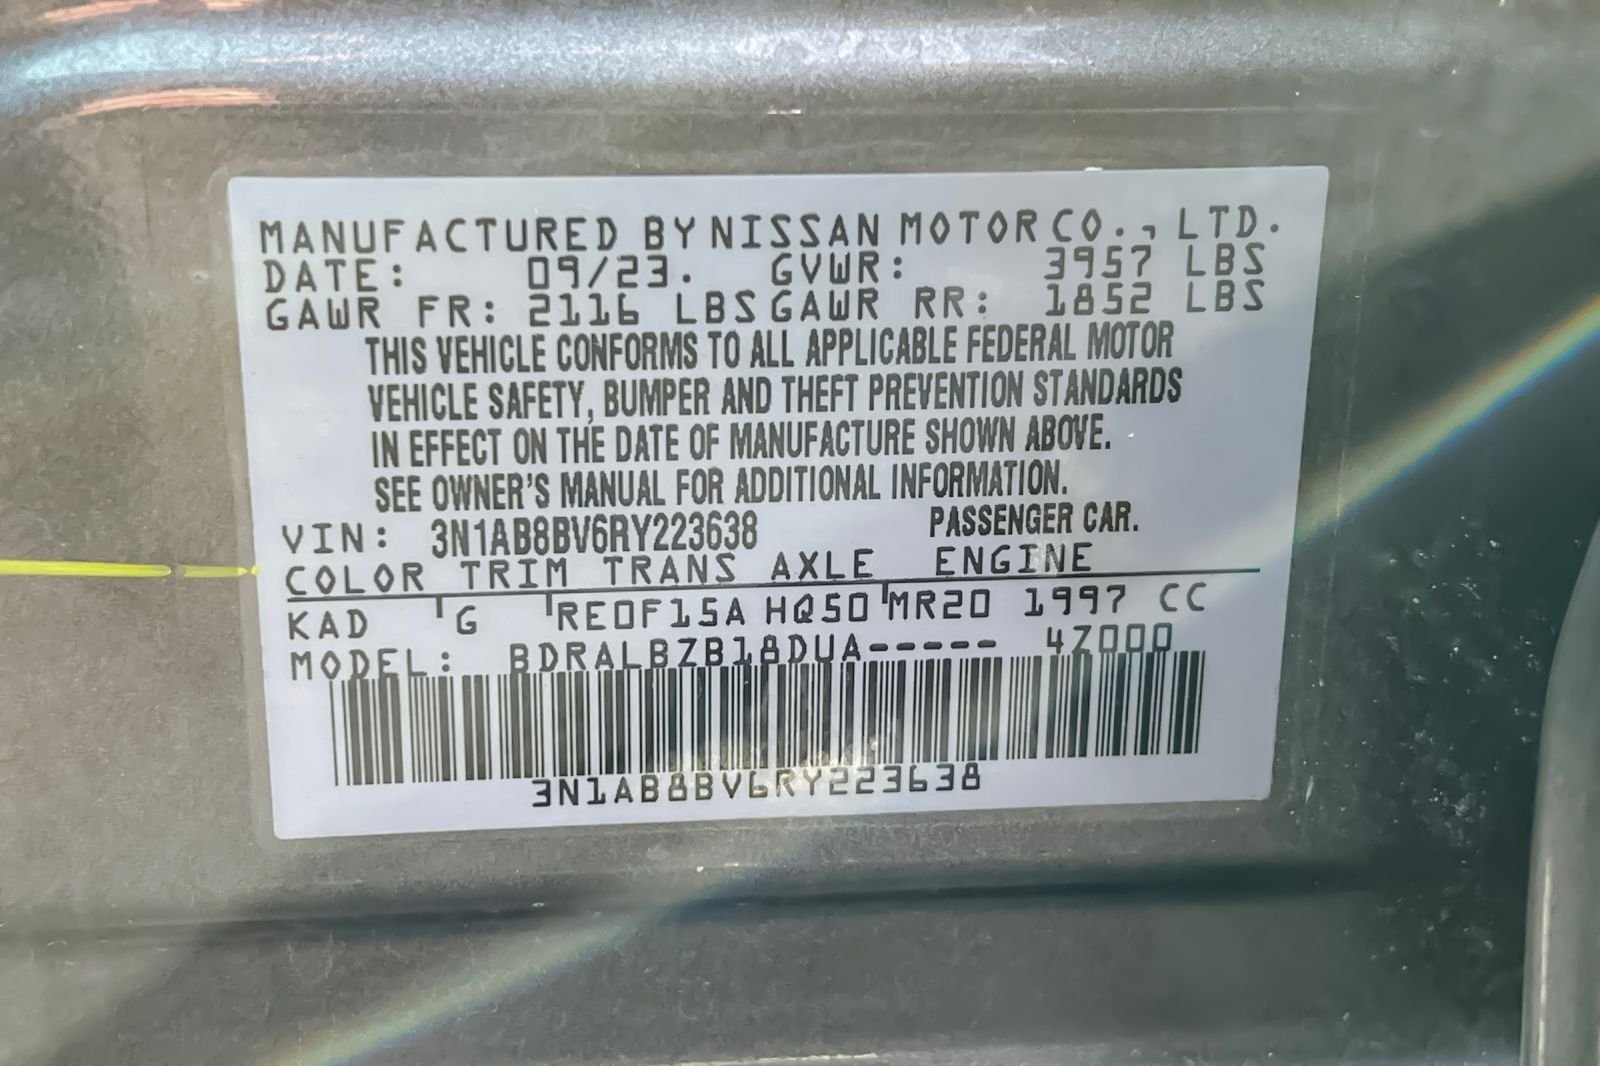 MANUFACTURED BY NISSAN MOTOR CO., LTD.
DATE: 09/23. GVWR: 3957 LBS
GAWR FR: 2116 LBS GAWR RR: 1852 LBS
THIS VEHICLE CONFORMS TO ALL APPLICABLE FEDERAL MOTOR
VEHICLE SAFETY, BUMPER AND THEFT PREVENTION STANDARDS
IN EFFECT ON THE DATE OF MANUFACTURE SHOWN ABOVE.
SEE OWNER'S MANUAL FOR ADDITIONAL INFORMATION.
VIN: 3N1AB8BV6RY223638 PASSENGER CAR.
COLOR TRIM TRANS AXLE ENGINE
KAD G RE0F15A HQ50 MR20 1997 CC
MODEL: BDRALBZB18DUA----- 4Z000
3N1AB8BV6RY223638